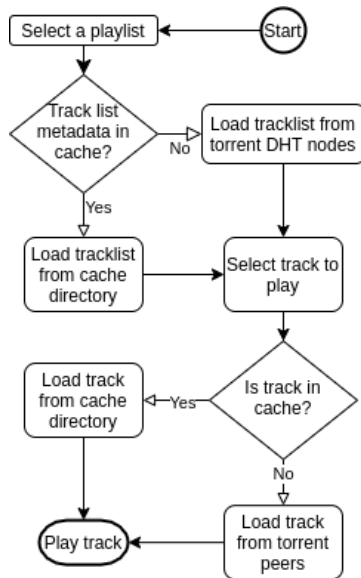 Select a playlist
Start
Track list
metadata in
cache?
No
Load tracklist from
torrent DHT nodes
Yes
Load tracklist
from cache
directory
Select track to
play
Load track
from cache
directory
Yes
Is track in
cache?
No
Play track
Load track
from torrent
peers